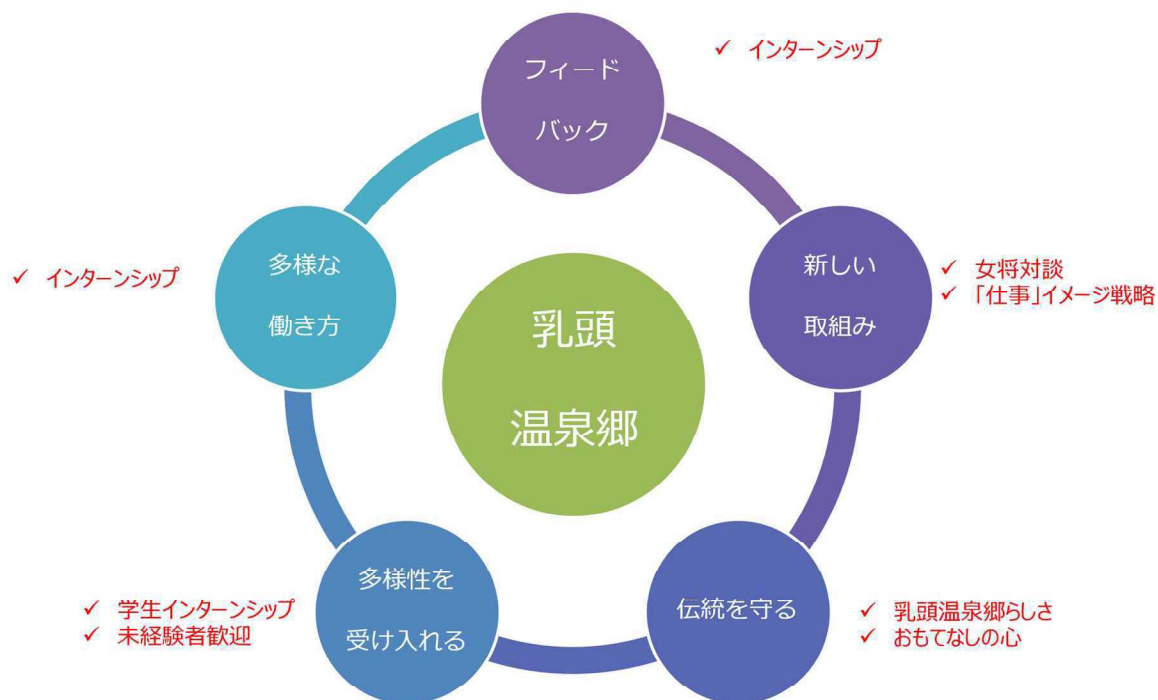 フィード
バック
✓ インターンシップ
新しい
取組み
✓ 女将対談
✓ 「仕事」イメージ戦略
伝統を守る
✓ 乳頭温泉郷らしさ
✓ おもてなしの心
多様性を
受け入れる
✓ 学生インターンシップ
✓ 未経験者歓迎
多様な
働き方
✓ インターンシップ
乳頭
温泉郷